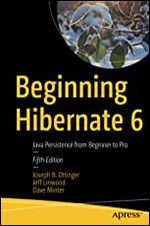 Beginning
Hibernate 6
Java Persistence from Beginner to Pro
Fifth Edition
Joseph B. Ottinger
Jeff Linwood
Dave Minter
Apress®